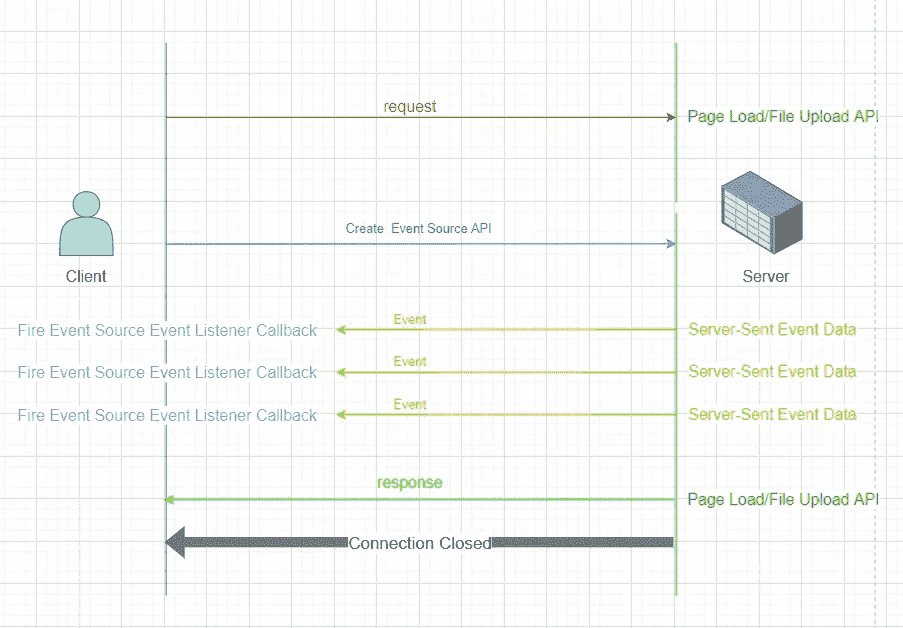 request
Page Load/File Upload API
Create Event Source API
Client
Server
Fire Event Source Event Listener Callback
Event
Server-Sent Event Data
Fire Event Source Event Listener Callback
Event
Server-Sent Event Data
Fire Event Source Event Listener Callback
Event
Server-Sent Event Data
response
Page Load/File Upload API
Connection Closed